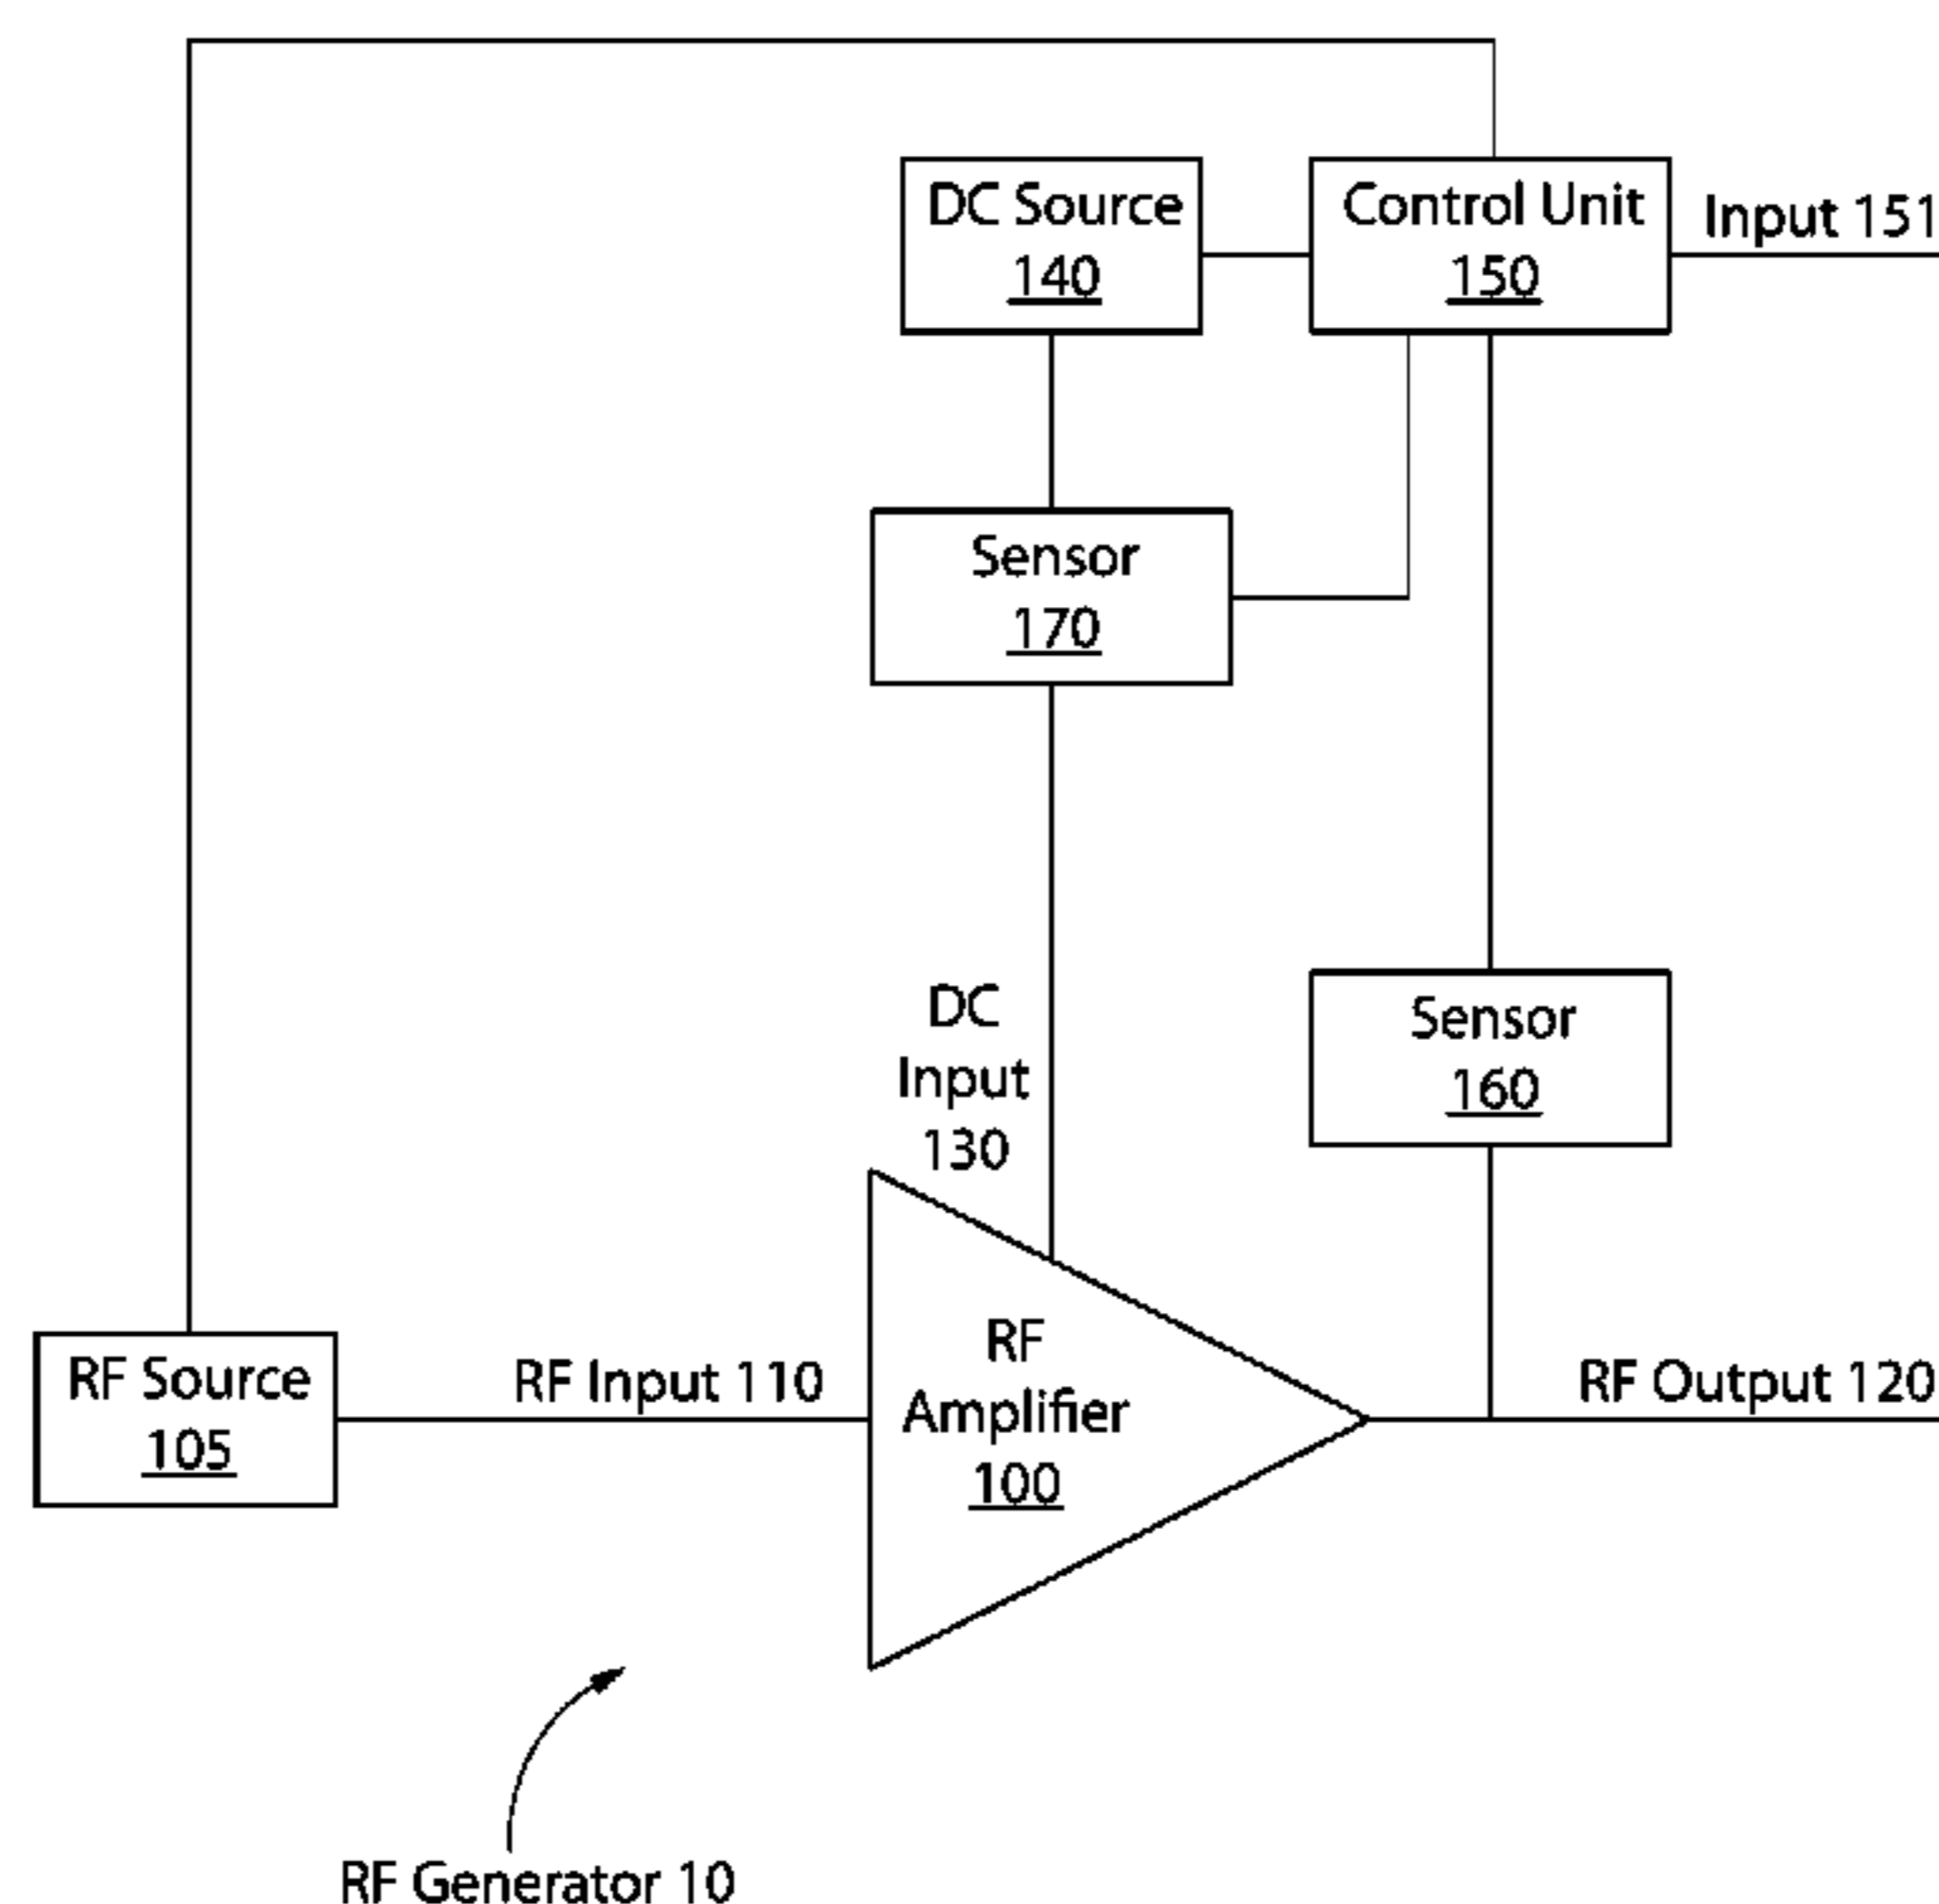 DC Source
140
Control Unit
150
Input 151
Sensor
170
DC
Input
130
Sensor
160
RF Source
105
RF Input 110
RF
Amplifier
100
RF Output 120
RF Generator 10